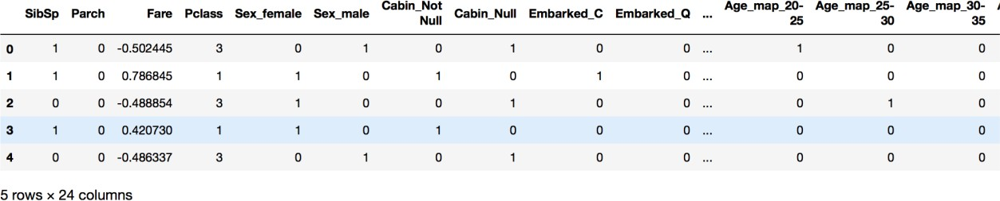 SibSp Parch Fare Pclass Sex_female Sex_male Cabin_Not Null Cabin_Null Embarked_C Embarked_Q ... Age_map_20-25 Age_map_25-30 Age_map_30-35
0 1 0 -0.502445 3 0 1 0 1 0 0 ... 1 0 0
1 1 0 0.786845 1 1 0 1 0 1 0 ... 0 0 0
2 0 0 -0.488854 3 1 0 0 1 0 0 ... 0 1 0
3 1 0 0.420730 1 1 0 1 0 0 0 ... 0 0 0
4 0 0 -0.486337 3 0 1 0 1 0 0 ... 0 0 0
5 rows × 24 columns